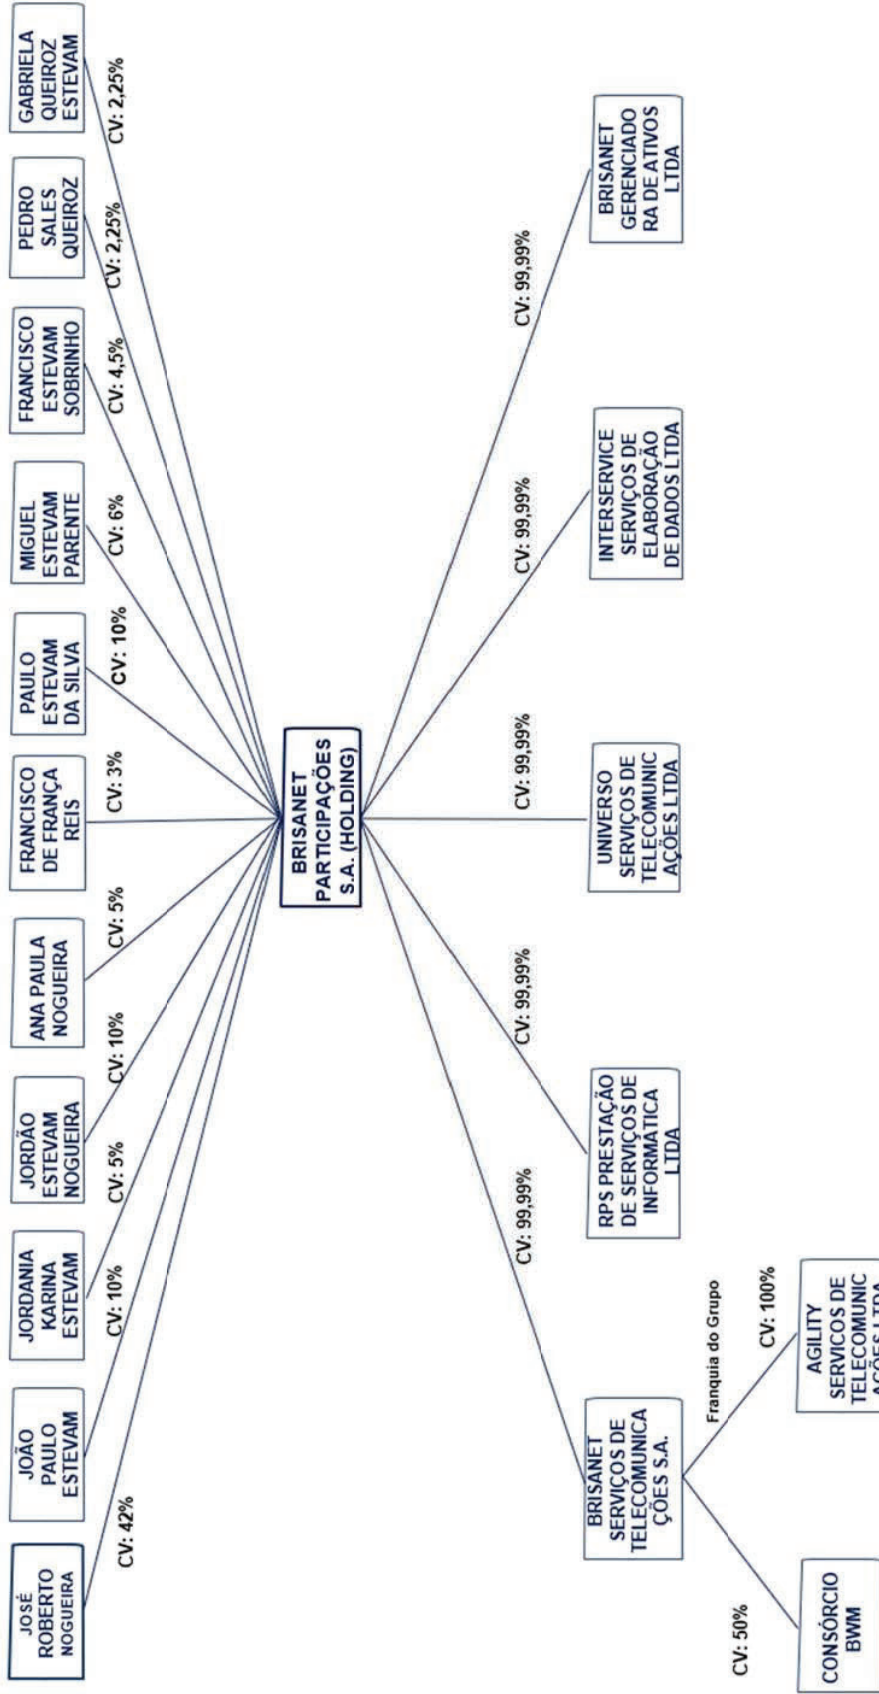 JOSÉ
ROBERTO
NOGUEIRA
JOÃO
PAULO
ESTEVAM
JORDANIA
KARINA
ESTEVAM
JORDÃO
ESTEVAM
NOGUEIRA
ANA PAULA
NOGUEIRA
FRANCISCO
DE FRANÇA
REIS
PAULO
ESTEVAM
DA SILVA
MIGUEL
ESTEVAM
PARENTE
FRANCISCO
ESTEVAM
SOBRINHO
PEDRO
SALES
QUEIROZ
GABRIELA
QUEIROZ
ESTEVAM
CV: 42%
CV: 10%
CV: 5%
CV: 10%
CV: 5%
CV: 3%
CV: 10%
CV: 6%
CV: 4,5%
CV: 2,25%
CV: 2,25%
BRISANET
PARTICIPAÇÕES
S.A. (HOLDING)
CV: 99,99%
CV: 99,99%
CV: 99,99%
CV: 99,99%
CV: 99,99%
BRISANET
SERVIÇOS DE
TELECOMUNICA
ÇÕES S.A.
RPS PRESTAÇÃO
DE SERVIÇOS DE
INFORMATICA
LTDA
UNIVERSO
SERVIÇOS DE
TELECOMUNIC
AÇÕES LTDA
INTERSERVICE
SERVIÇOS DE
ELABORAÇÃO
DE DADOS LTDA
BRISANET
GERENCIADO
RA DE ATIVOS
LTDA
Franquia do Grupo
CV: 50%
CV: 100%
CONSÓRCIO
BWM
AGILITY
SERVICOS DE
TELECOMUNIC
AÇÕES LTDA